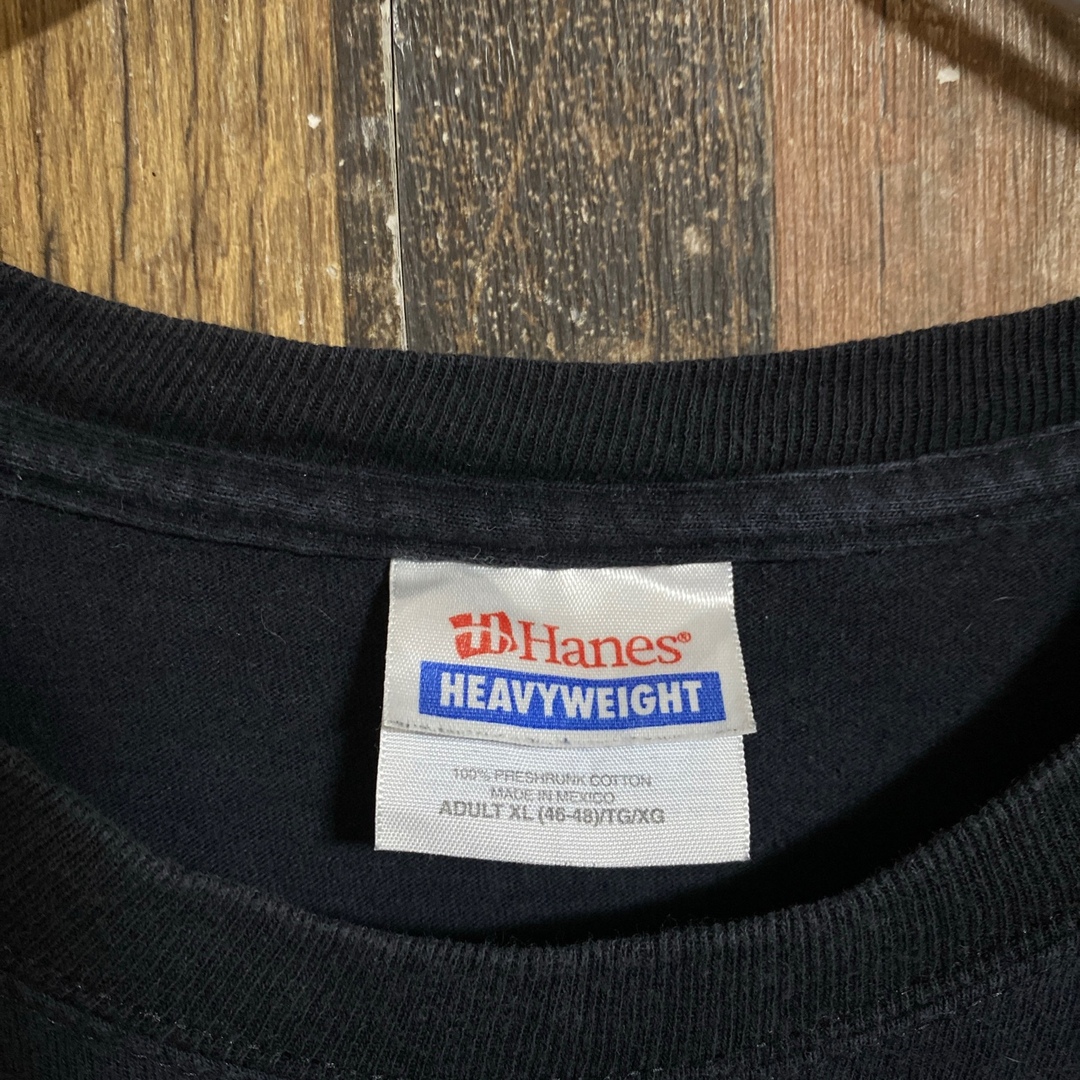 Hanes®
HEAVYWEIGHT
100% PRESHRUNK COTTON
MADE IN MEXICO
ADULT XL (46-48)/TG/XG